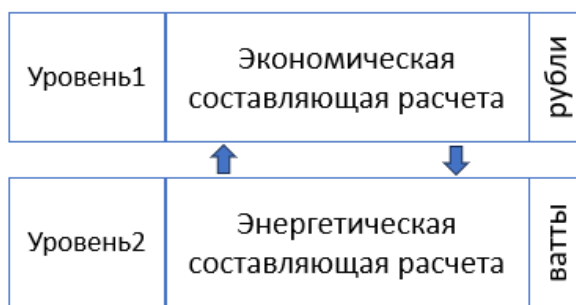 Уровень1
Экономическая
составляющая расчета
рубли
Уровень2
Энергетическая
составляющая расчета
ватты